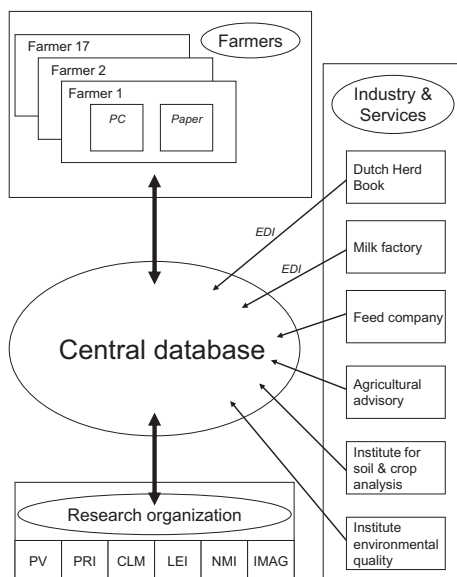 Farmers
Farmer 17
Farmer 2
Farmer 1
PC
Paper
Industry &
Services
Dutch Herd
Book
EDI
Milk factory
EDI
Feed company
Central database
Agricultural
advisory
Institute for
soil & crop
analysis
Research organization
Institute
environmental
quality
PV
PRI
CLM
LEI
NMI
IMAG